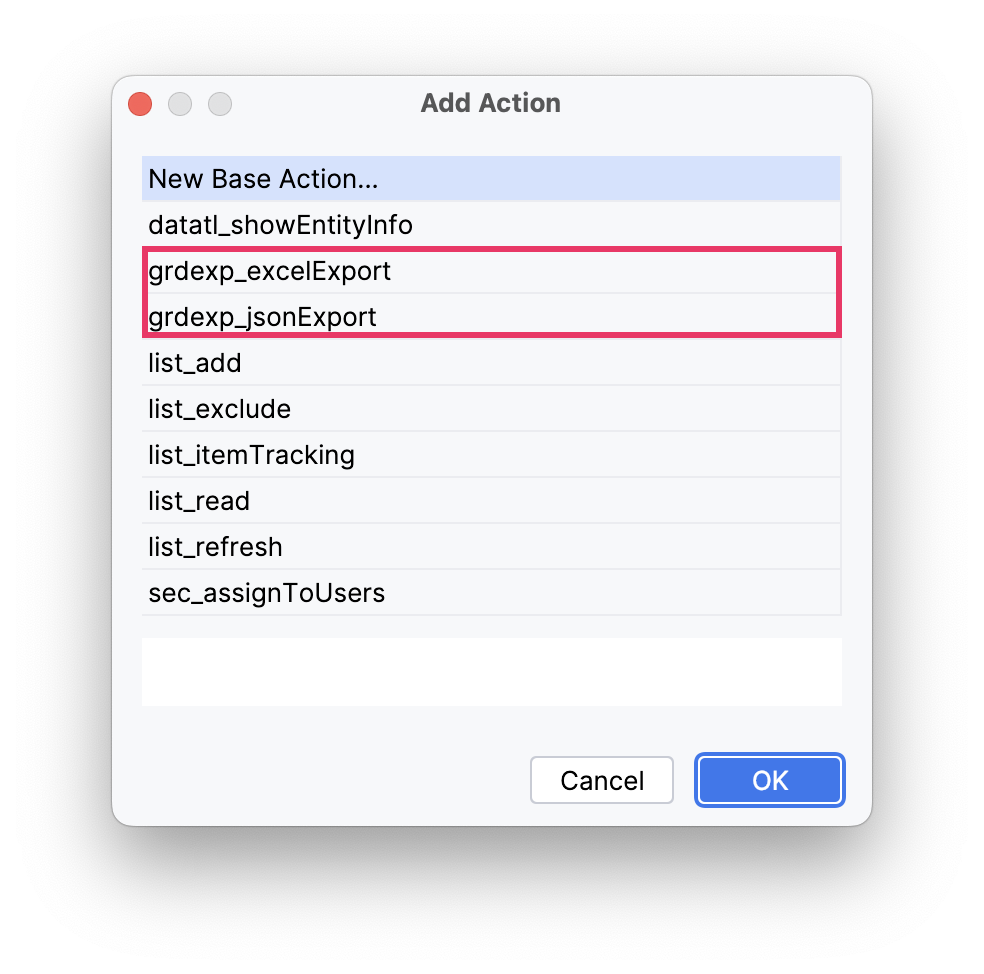 Add Action
New Base Action...
datatl_showEntityInfo
grdexp_excelExport
grdexp_jsonExport
list_add
list_exclude
list_itemTracking
list_read
list_refresh
sec_assignToUsers
Cancel
OK